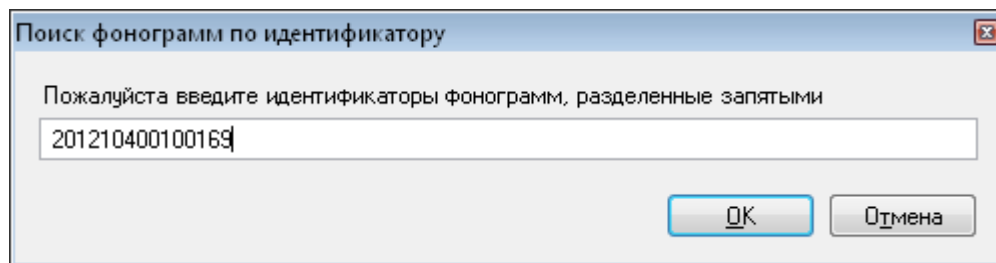 Поиск фонограмм по идентификатору
Пожалуйста введите идентификаторы фонограмм, разделенные запятыми
201210400100169
OK
Отмена